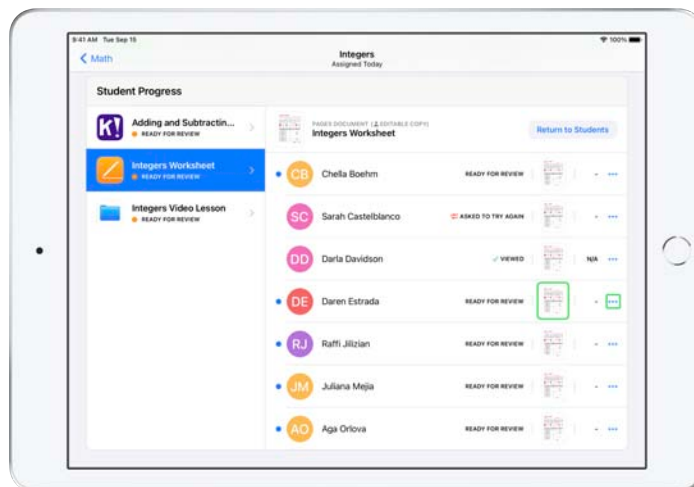 9:41 AM Tue Sep 15
100%
Math
Integers
Assigned Today
Student Progress
K!
Adding and Subtractin...
READY FOR REVIEW
Integers Worksheet
READY FOR REVIEW
Integers Video Lesson
READY FOR REVIEW
PAGES DOCUMENT (EDITABLE COPY)
Integers Worksheet
Return to Students
CB Chella Boehm READY FOR REVIEW - ...
SC Sarah Castelblanco ASKED TO TRY AGAIN - ...
DD Darla Davidson VIEWED N/A ...
DE Daren Estrada READY FOR REVIEW - ...
RJ Raffi Jilizian READY FOR REVIEW - ...
JM Juliana Mejia READY FOR REVIEW - ...
AO Aga Orlova READY FOR REVIEW - ...